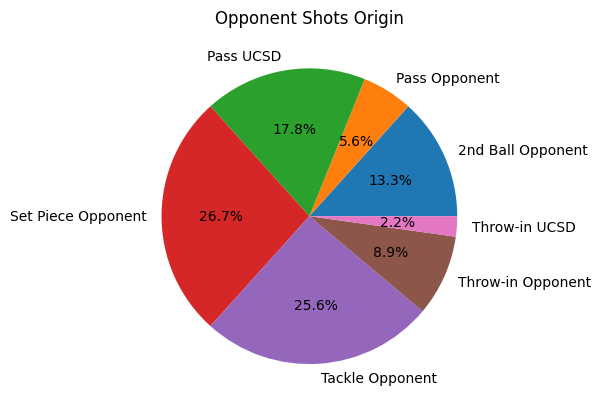 Opponent Shots Origin
Pass UCSD
Pass Opponent
17.8%
5.6%
2nd Ball Opponent
13.3%
Set Piece Opponent
26.7%
2.2%
Throw-in UCSD
8.9%
Throw-in Opponent
25.6%
Tackle Opponent